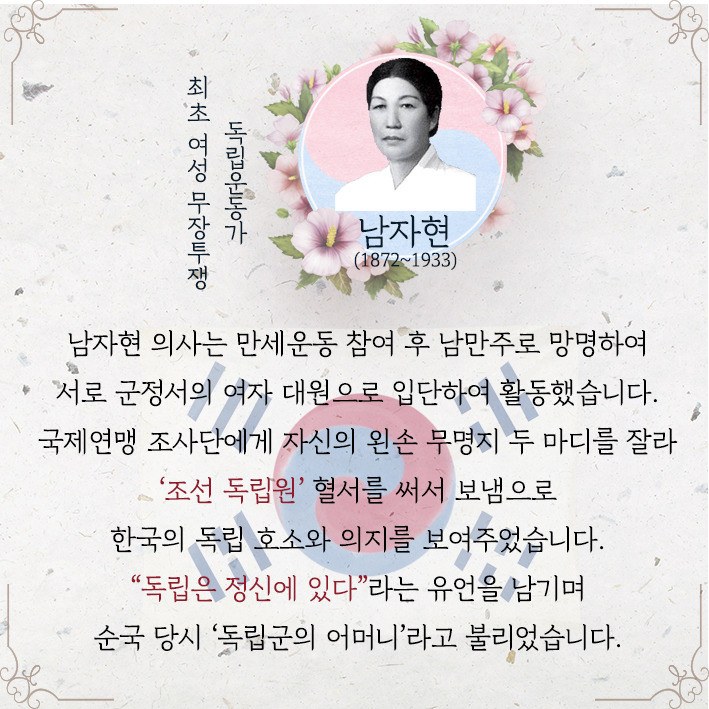 최초 여성 무장투쟁
독립운동가
남자현
(1872~1933)
남자현 의사는 만세운동 참여 후 남만주로 망명하여
서로 군정서의 여자 대원으로 입단하여 활동했습니다.
국제연맹 조사단에게 자신의 왼손 무명지 두 마디를 잘라
‘조선 독립원’ 혈서를 써서 보냄으로
한국의 독립 호소와 의지를 보여주었습니다.
“독립은 정신에 있다”라는 유언을 남기며
순국 당시 ‘독립군의 어머니’라고 불리었습니다.